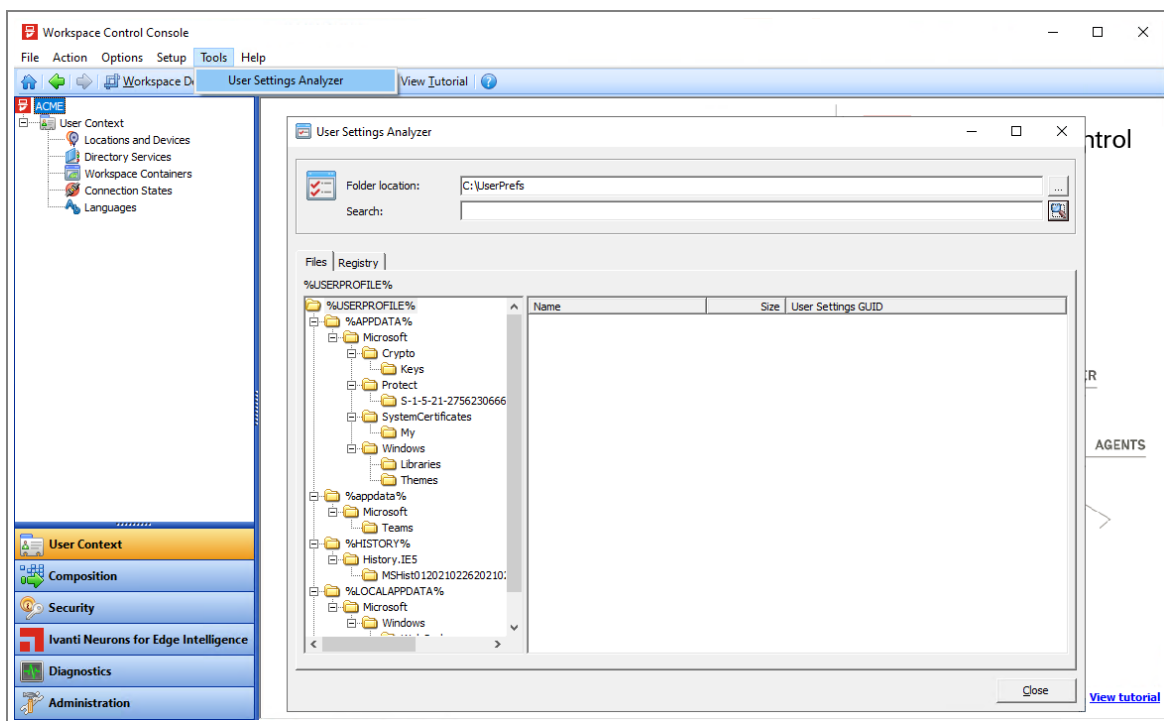 Workspace Control Console
File Action Options Setup Tools Help
Workspace D
User Settings Analyzer
View Tutorial
ACME
User Context
Locations and Devices
Directory Services
Workspace Containers
Connection States
Languages
User Settings Analyzer
ntrol
Folder location: C:\UserPrefs
...
Search:
Files Registry
%USERPROFILE%
%USERPROFILE%
Name Size User Settings GUID
%APPDATA%
Microsoft
Crypto
Keys
Protect
S-1-5-21-2756230666
SystemCertificates
My
Windows
Libraries
Themes
%appdata%
Microsoft
Teams
%HISTORY%
History.IE5
MSHist012021022620210
%LOCALAPPDATA%
Microsoft
Windows
ER
AGENTS
User Context
Composition
Security
Ivanti Neurons for Edge Intelligence
Diagnostics
Administration
Close
View tutorial